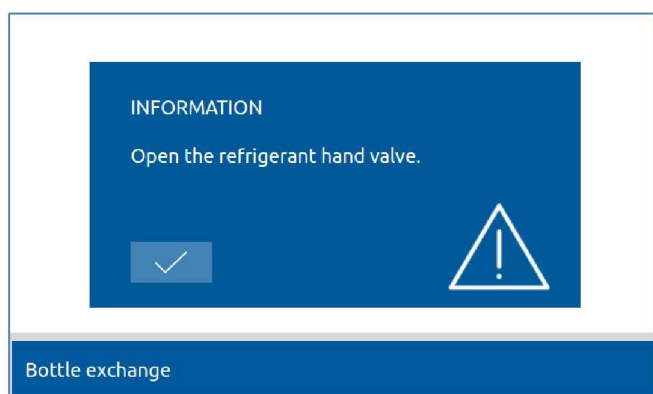 INFORMATION
Open the refrigerant hand valve.
Bottle exchange